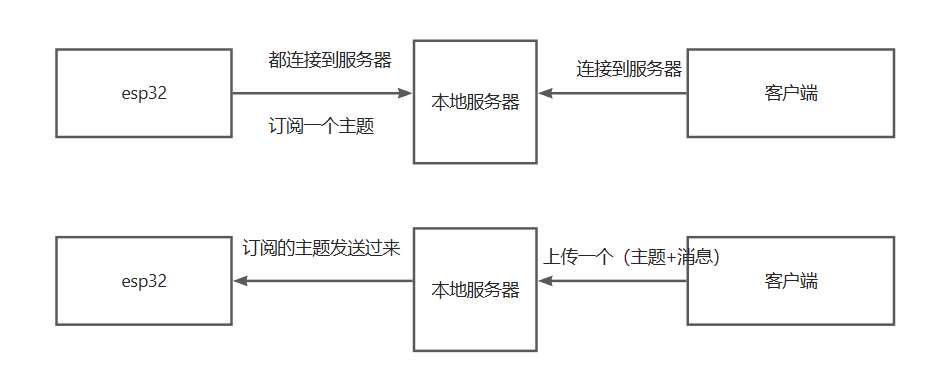 都连接到服务器
连接到服务器
esp32
本地服务器
客户端
订阅一个主题
订阅的主题发送过来
上传一个（主题+消息）
esp32
本地服务器
客户端